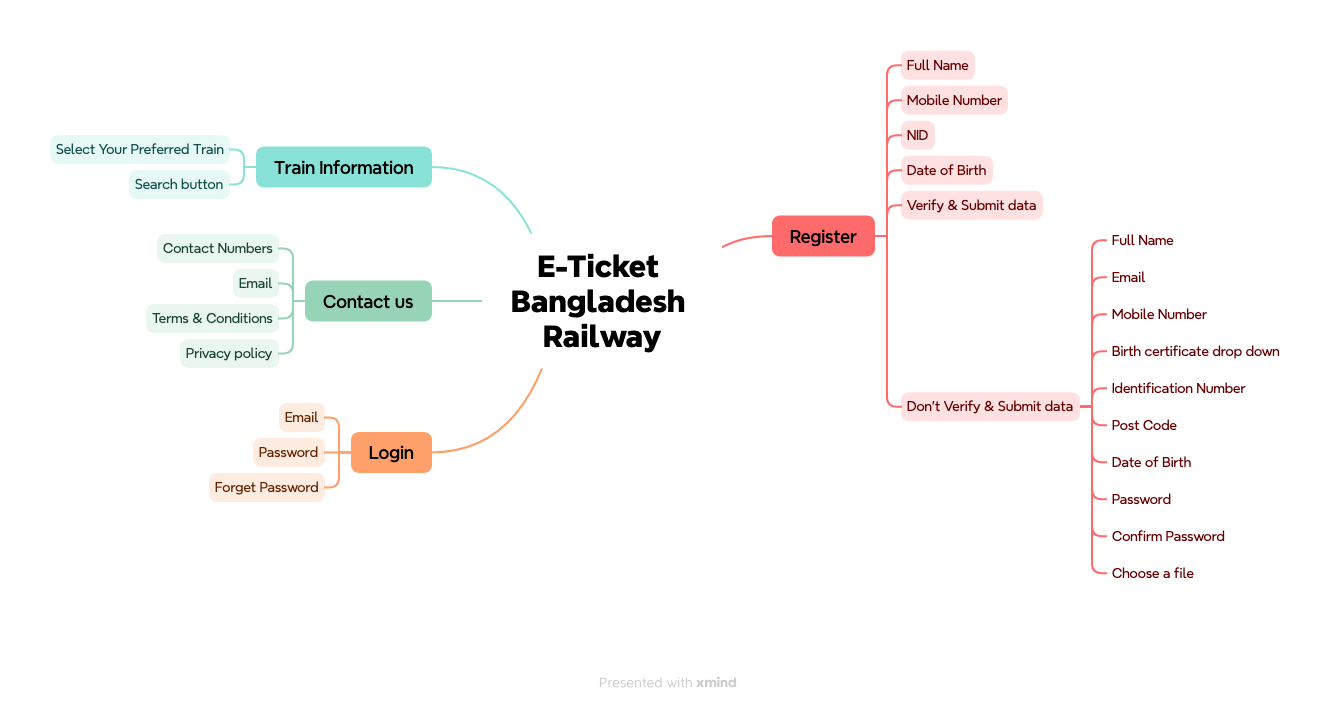 E-Ticket
Bangladesh
Railway
Register
Full Name
Mobile Number
NID
Date of Birth
Verify & Submit data
Don't Verify & Submit data
Full Name
Email
Mobile Number
Birth certificate drop down
Identification Number
Post Code
Date of Birth
Password
Confirm Password
Choose a file
Train Information
Select Your Preferred Train
Search button
Contact us
Contact Numbers
Email
Terms & Conditions
Privacy policy
Login
Email
Password
Forget Password
Presented with xmind